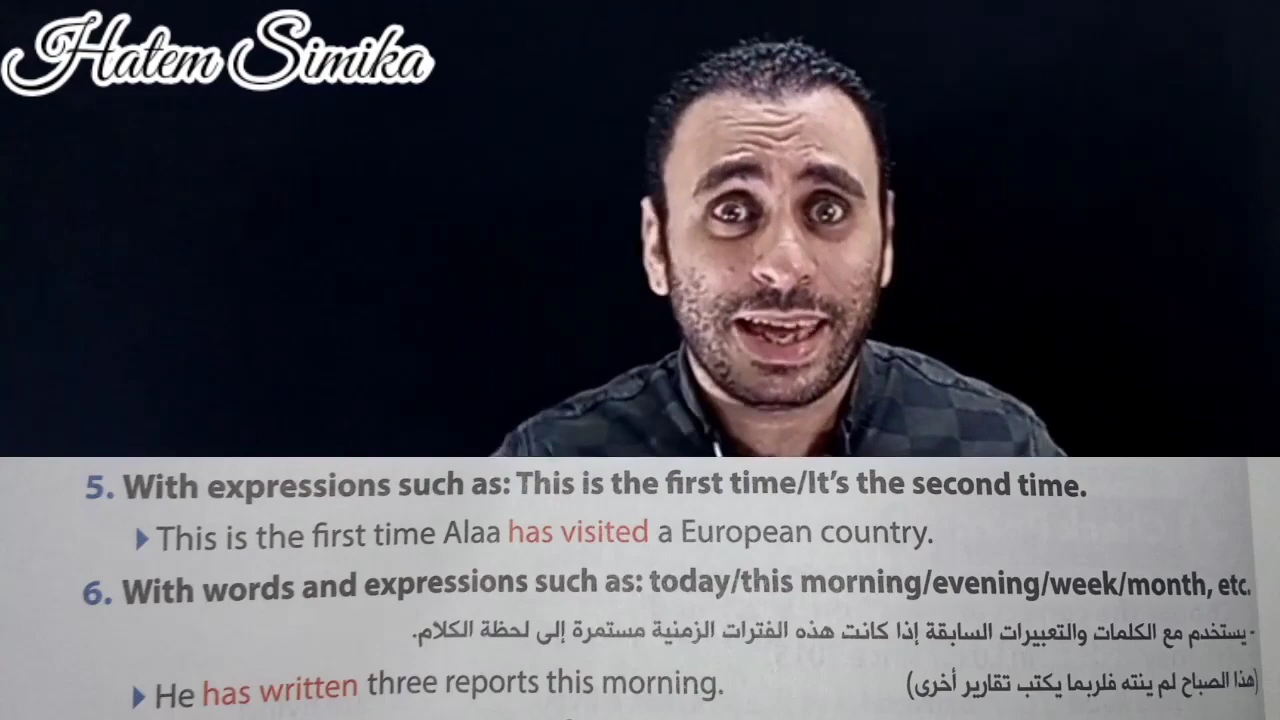 Hatem Simika
5. With expressions such as: This is the first time/It's the second time.
▸ This is the first time Alaa has visited a European country.
6. With words and expressions such as: today/this morning/evening/week/month, etc.
- يستخدم مع الكلمات والتعبيرات السابقة إذا كانت هذه الفترات الزمنية مستمرة إلى لحظة الكلام.
▸ He has written three reports this morning. (هذا الصباح لم ينته فلربما يكتب تقارير أخرى)